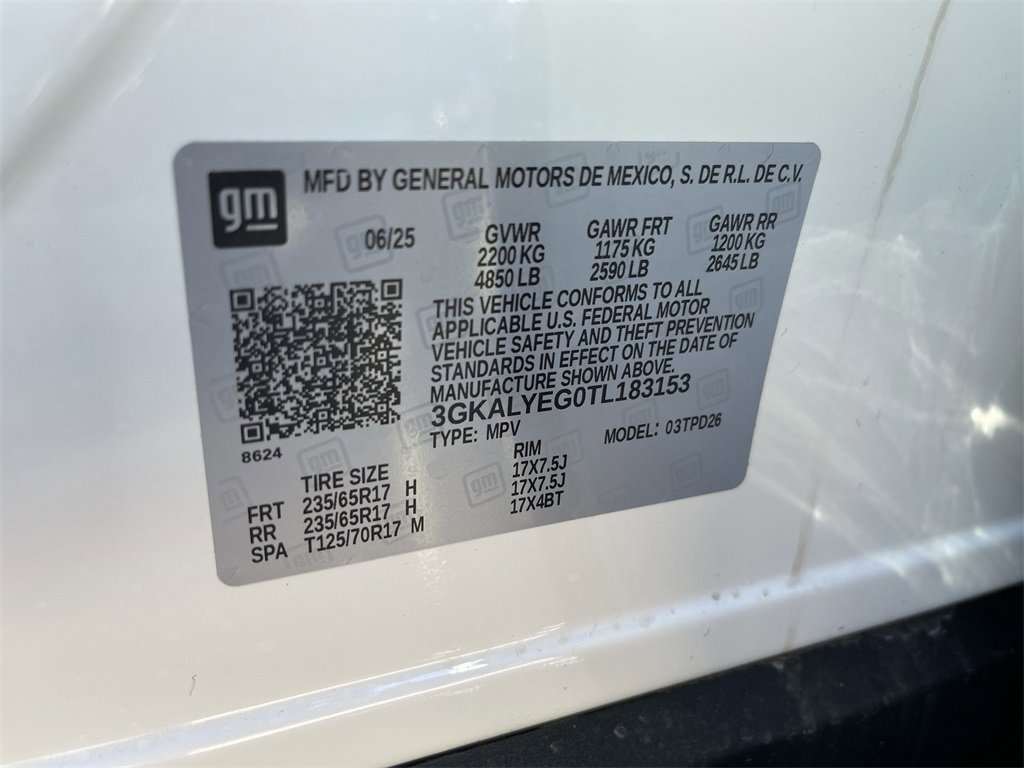 gm
MFD BY GENERAL MOTORS DE MEXICO, S. DE R.L. DE C.V.
06/25 GVWR GAWR FRT GAWR RR
2200 KG 1175 KG 1200 KG
4850 LB 2590 LB 2645 LB
THIS VEHICLE CONFORMS TO ALL
APPLICABLE U.S. FEDERAL MOTOR
VEHICLE SAFETY AND THEFT PREVENTION
STANDARDS IN EFFECT ON THE DATE OF
MANUFACTURE SHOWN ABOVE.
3GKALYEG0TL183153
TYPE: MPV MODEL: 03TPD26
8624
TIRE SIZE RIM
FRT 235/65R17 H 17X7.5J
RR 235/65R17 H 17X7.5J
SPA T125/70R17 M 17X4BT